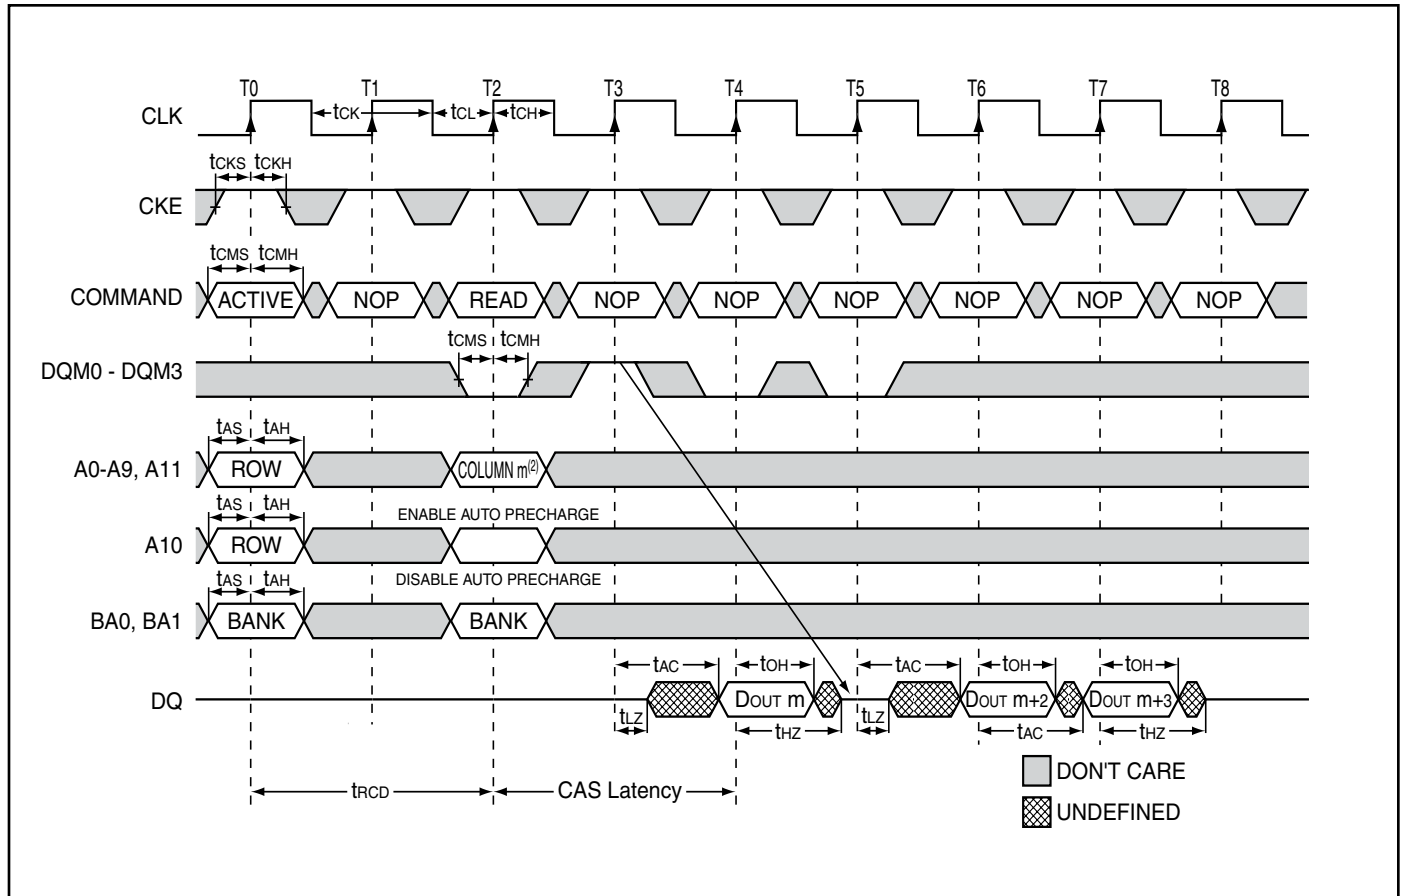 T0 T1 T2 T3 T4 T5 T6 T7 T8
CLK tCK tCL tCH
tCKS tCKH
CKE
tCMS tCMH
COMMAND ACTIVE NOP READ NOP NOP NOP NOP NOP NOP
tCMS tCMH
DQM0 - DQM3
tAS tAH
A0-A9, A11 ROW COLUMN m(2)
tAS tAH ENABLE AUTO PRECHARGE
A10 ROW
tAS tAH DISABLE AUTO PRECHARGE
BA0, BA1 BANK BANK
tAC tOH tAC tOH tOH
DQ DOUT m DOUT m+2 DOUT m+3
tLZ tHZ tLZ tAC tHZ
DON'T CARE
tRCD CAS Latency
UNDEFINED